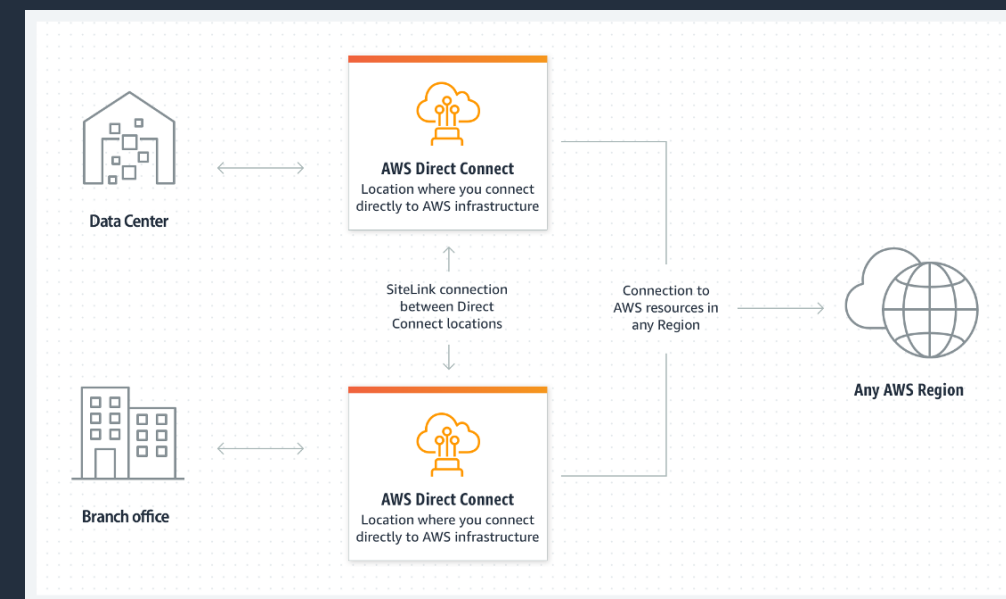 AWS Direct Connect
Location where you connect
directly to AWS infrastructure
Data Center
SiteLink connection
between Direct
Connect locations
Connection to
AWS resources in
any Region
Any AWS Region
AWS Direct Connect
Location where you connect
directly to AWS infrastructure
Branch office